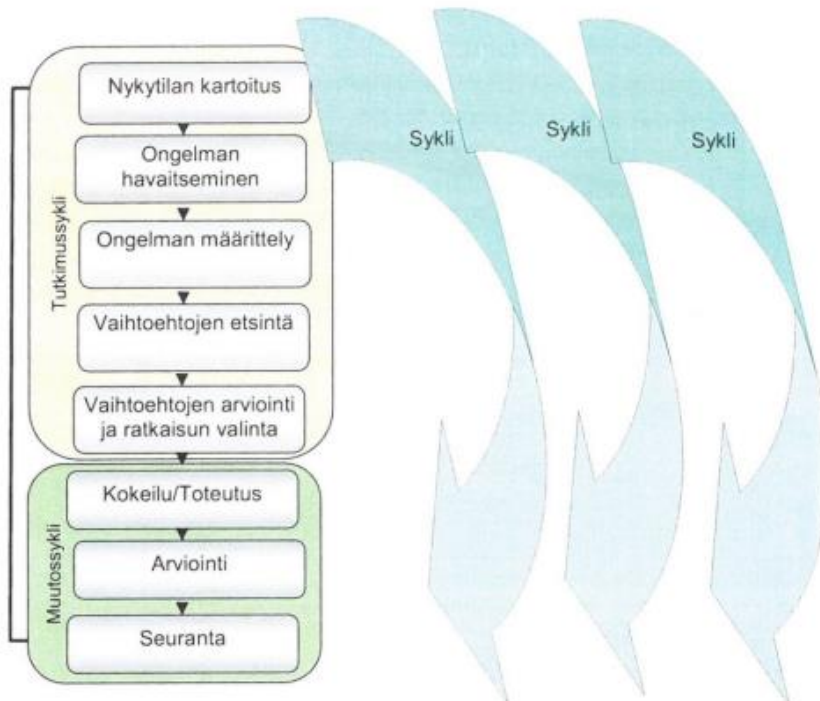 Tutkimussykli
Nykytilan kartoitus
Ongelman
havaitseminen
Ongelman määrittely
Vaihtoehtojen etsintä
Vaihtoehtojen arviointi
ja ratkaisun valinta
Muutossykli
Kokeilu/Toteutus
Arviointi
Seuranta
Sykli
Sykli
Sykli